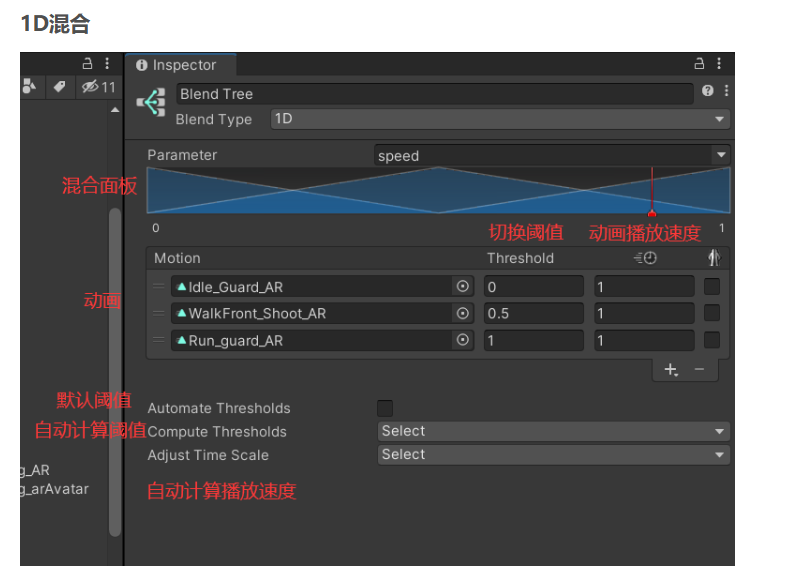 1D混合
11
Inspector
Blend Tree
Blend Type 1D
Parameter speed
混合面板
0 切换阈值 动画播放速度 1
Motion Threshold
动画
Idle_Guard_AR 0 1
WalkFront_Shoot_AR 0.5 1
Run_guard_AR 1 1
默认阈值
Automate Thresholds
自动计算阈值
Compute Thresholds Select
Adjust Time Scale Select
g_AR
g_arAvatar
自动计算播放速度